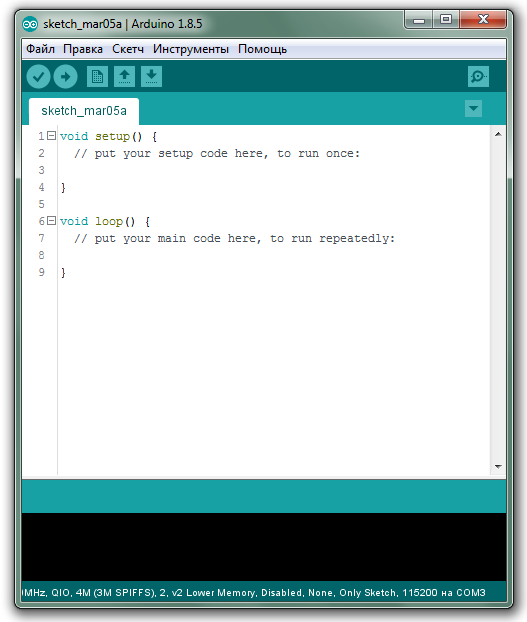 sketch_mar05a | Arduino 1.8.5
Файл Правка Скетч Инструменты Помощь
sketch_mar05a
1 void setup() {
2 // put your setup code here, to run once:
3
4 }
5
6 void loop() {
7 // put your main code here, to run repeatedly:
8
9 }
MHz, QIO, 4M (3M SPIFFS), 2, v2 Lower Memory, Disabled, None, Only Sketch, 115200 на COM3